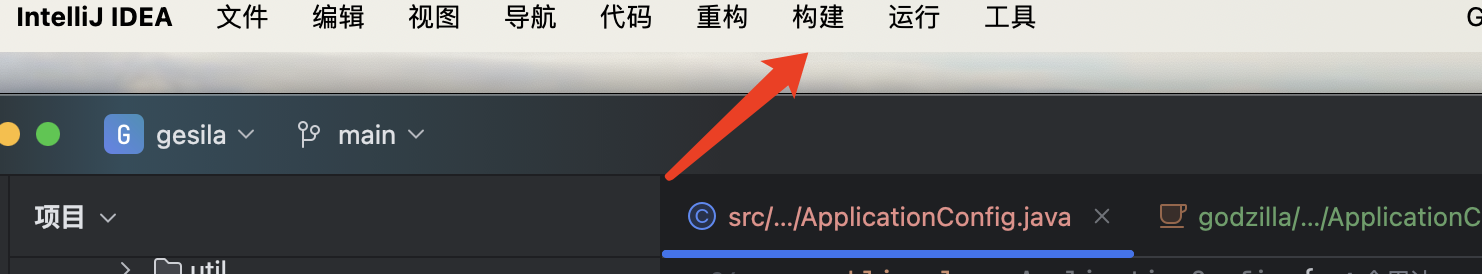 IntelliJ IDEA 文件 编辑 视图 导航 代码 重构 构建 运行 工具
G gesila main
项目
src/.../ApplicationConfig.java
godzilla/.../ApplicationC
util